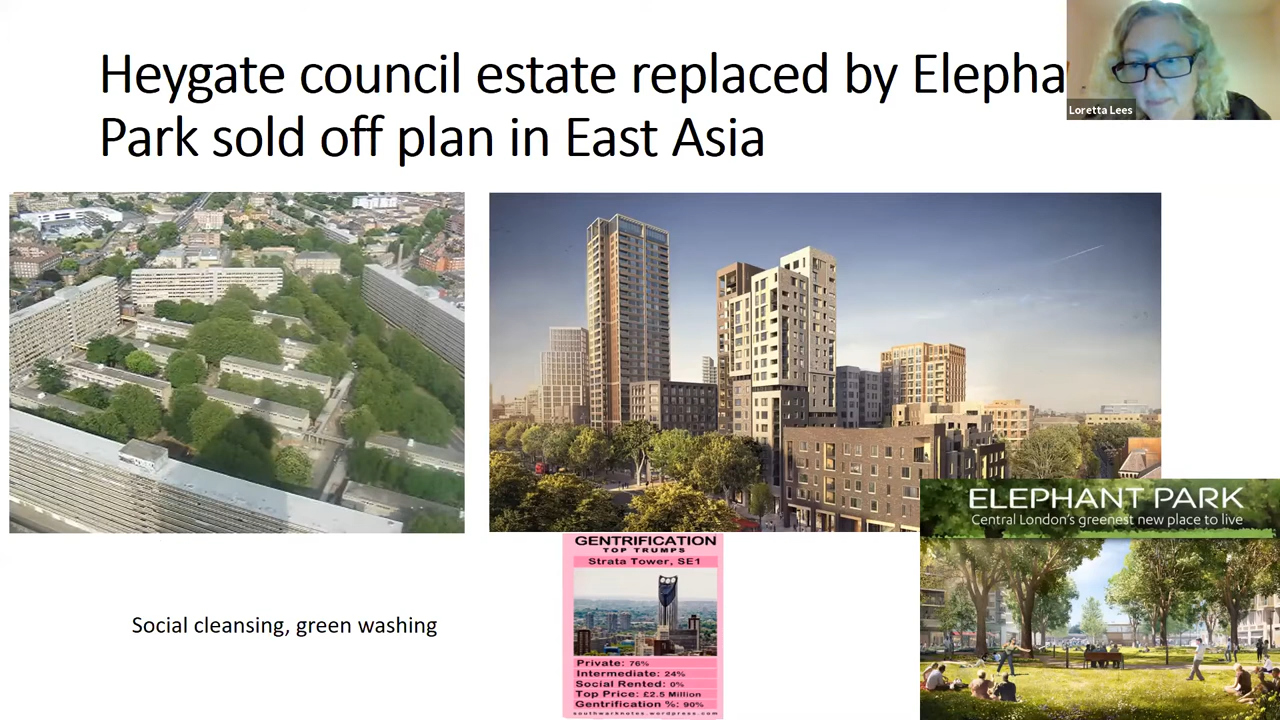 Heygate council estate replaced by Elepha
Park sold off plan in East Asia
Loretta Lees
ELEPHANT PARK
Central London's greenest new place to live
GENTRIFICATION
TOP TRUMPS
Strata Tower, SE1
Private: 76%
Intermediate: 24%
Social Rented: 0%
Top Price: £2.5 Million
Gentrification %: 90%
southwarknotes.wordpress.com
Social cleansing, green washing